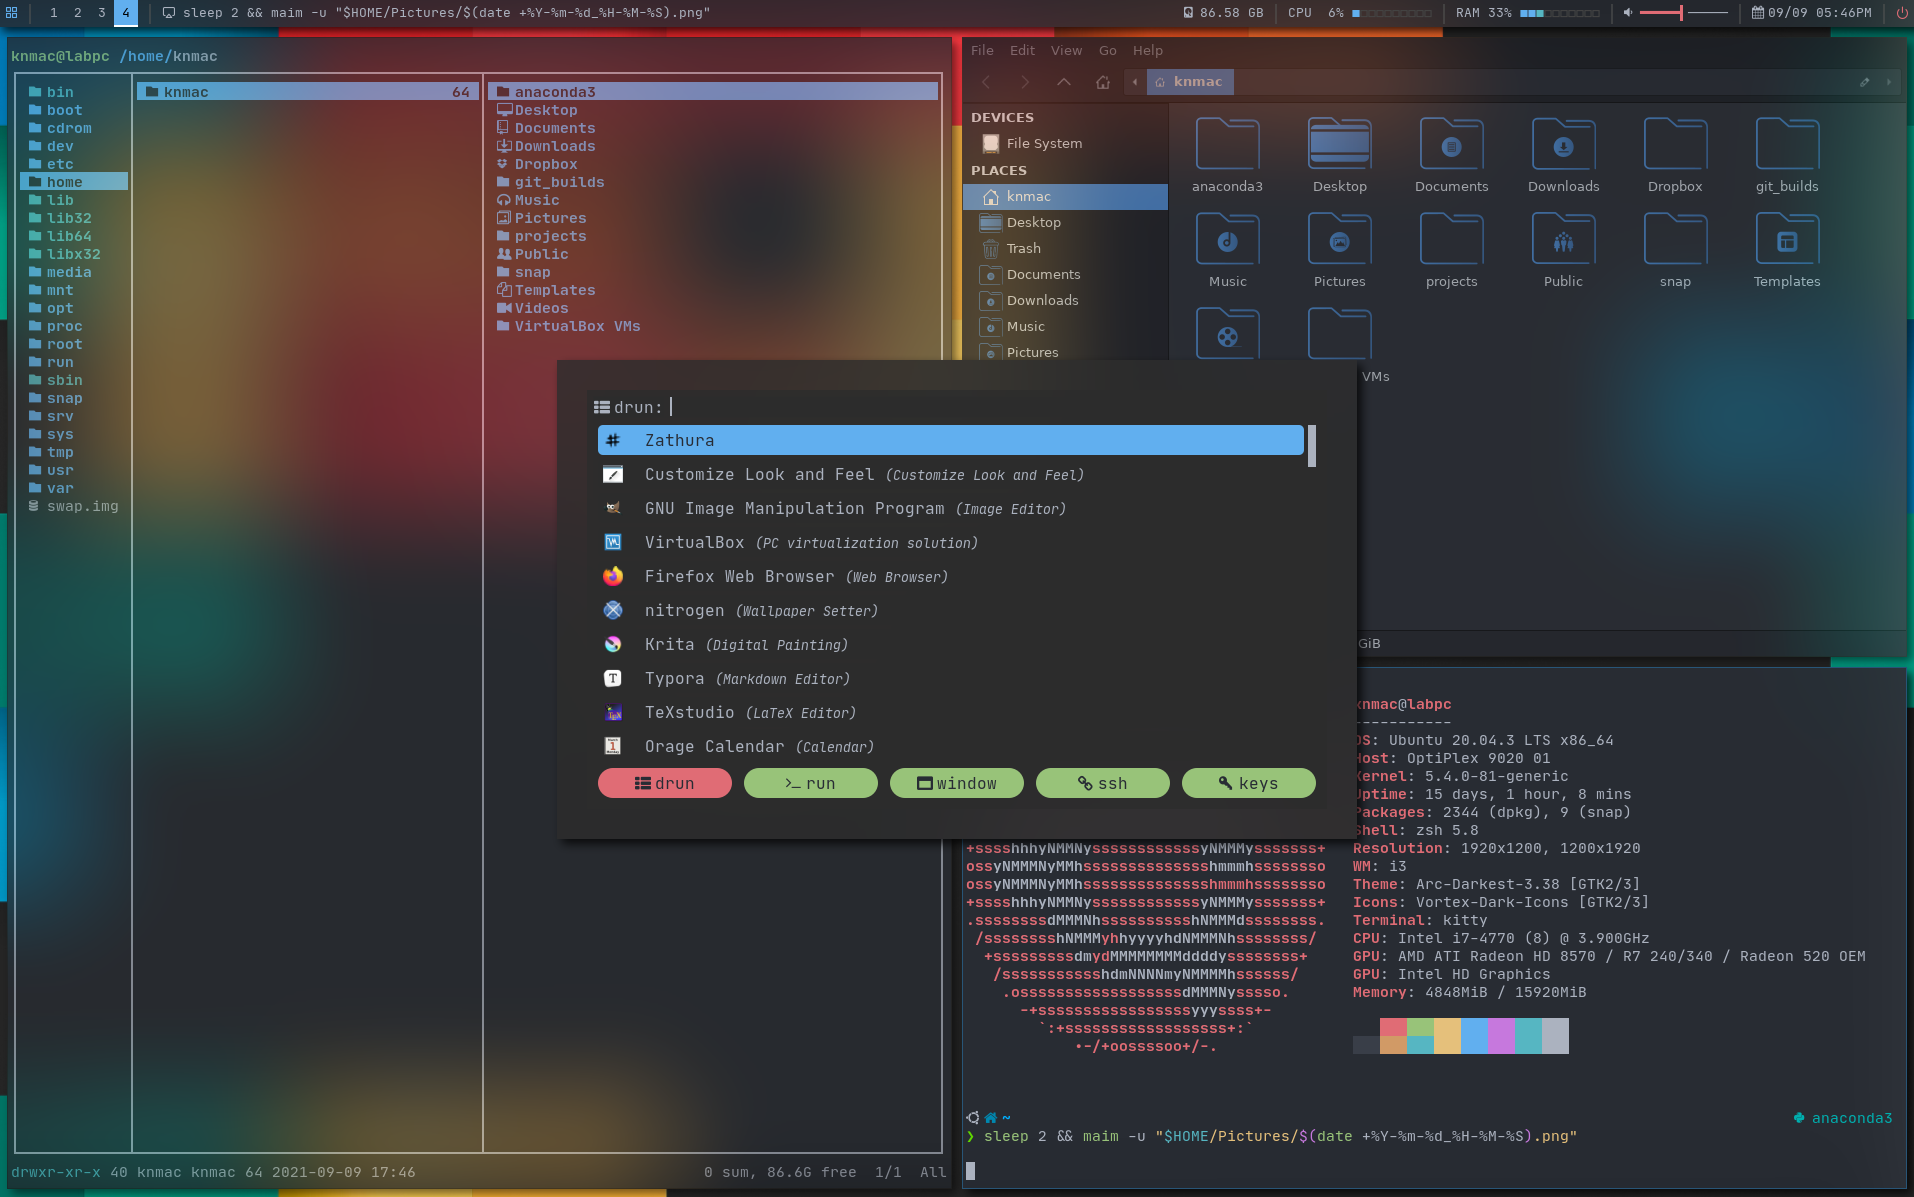 1 2 3 4 sleep 2 && maim -u "$HOME/Pictures/$(date +%Y-%m-%d_%H-%M-%S).png" 86.58 GB CPU 6% RAM 33% 09/09 05:46PM
knmac@labpc /home/knmac
bin
boot
cdrom
dev
etc
home
lib
lib32
lib64
libx32
media
mnt
opt
proc
root
run
sbin
snap
srv
sys
tmp
usr
var
swap.img
knmac 64
anaconda3
Desktop
Documents
Downloads
Dropbox
git_builds
Music
Pictures
projects
Public
snap
Templates
Videos
VirtualBox VMs
drwxr-xr-x 40 knmac knmac 64 2021-09-09 17:46 0 sum, 86.6G free 1/1 All
File Edit View Go Help
knmac
DEVICES
File System
PLACES
knmac
Desktop
Trash
Documents
Downloads
Music
Pictures
anaconda3 Desktop Documents Downloads Dropbox git_builds
Music Pictures projects Public snap Templates
VMs
GiB
drun:
Zathura
Customize Look and Feel (Customize Look and Feel)
GNU Image Manipulation Program (Image Editor)
VirtualBox (PC virtualization solution)
Firefox Web Browser (Web Browser)
nitrogen (Wallpaper Setter)
Krita (Digital Painting)
Typora (Markdown Editor)
TeXstudio (LaTeX Editor)
Orage Calendar (Calendar)
drun run window ssh keys
knmac@labpc
-----------
OS: Ubuntu 20.04.3 LTS x86_64
Host: OptiPlex 9020 01
Kernel: 5.4.0-81-generic
Uptime: 15 days, 1 hour, 8 mins
Packages: 2344 (dpkg), 9 (snap)
Shell: zsh 5.8
Resolution: 1920x1200, 1200x1920
WM: i3
Theme: Arc-Darkest-3.38 [GTK2/3]
Icons: Vortex-Dark-Icons [GTK2/3]
Terminal: kitty
CPU: Intel i7-4770 (8) @ 3.900GHz
GPU: AMD ATI Radeon HD 8570 / R7 240/340 / Radeon 520 OEM
GPU: Intel HD Graphics
Memory: 4848MiB / 15920MiB
~ anaconda3
❯ sleep 2 && maim -u "$HOME/Pictures/$(date +%Y-%m-%d_%H-%M-%S).png"